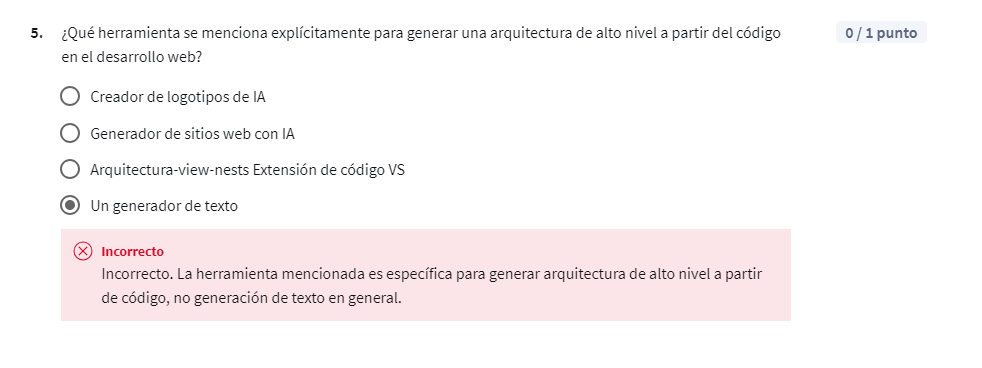 5. ¿Qué herramienta se menciona explícitamente para generar una arquitectura de alto nivel a partir del código
en el desarrollo web?
0 / 1 punto
Creador de logotipos de IA
Generador de sitios web con IA
Arquitectura-view-nests Extensión de código VS
Un generador de texto
Incorrecto
Incorrecto. La herramienta mencionada es específica para generar arquitectura de alto nivel a partir
de código, no generación de texto en general.